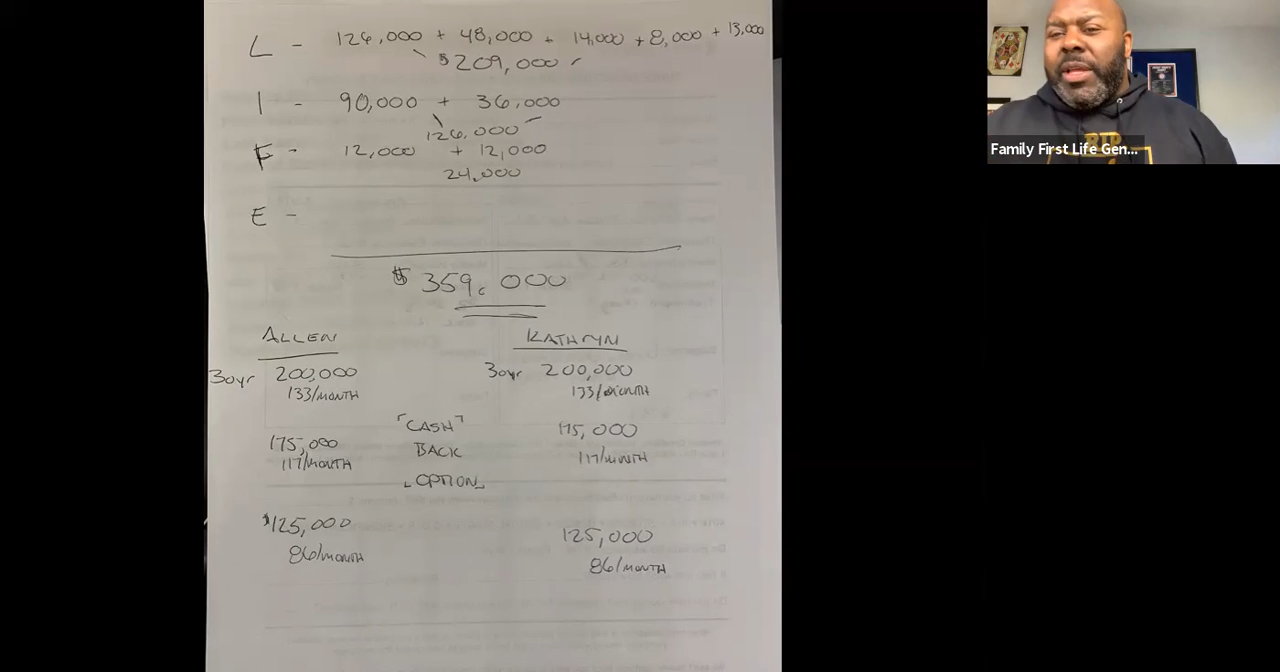 L - 126,000 + 48,000 + 14,000 + 8,000 + 13,000
$209,000
I - 90,000 + 36,000
126,000
F - 12,000 + 12,000
24,000
E -
$359,000
ALLEN
30yr 200,000
133/MONTH
175,000
117/MONTH
$125,000
86/MONTH
"CASH"
BACK
OPTION
KATHRYN
30yr 200,000
133/MONTH
175,000
117/MONTH
125,000
86/MONTH
RIP
Family First Life Gen...